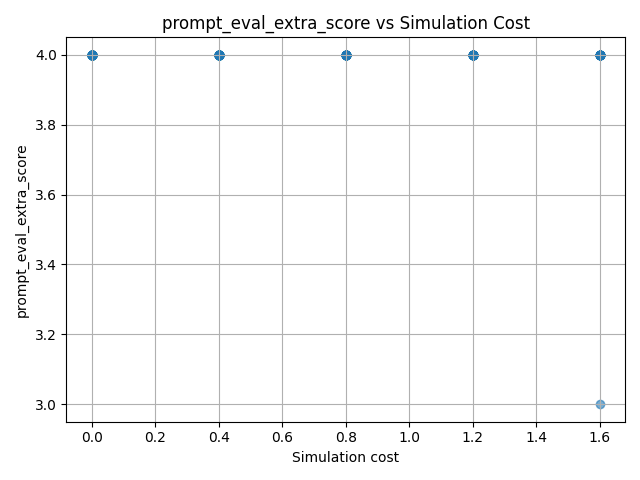 prompt_eval_extra_score vs Simulation Cost
prompt_eval_extra_score
4.0
3.8
3.6
3.4
3.2
3.0
0.0 0.2 0.4 0.6 0.8 1.0 1.2 1.4 1.6
Simulation cost